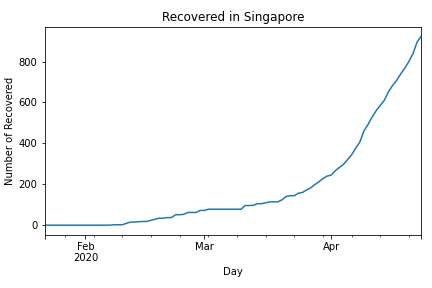 Recovered in Singapore
Number of Recovered
800
600
400
200
0
Feb
2020
Mar
Apr
Day